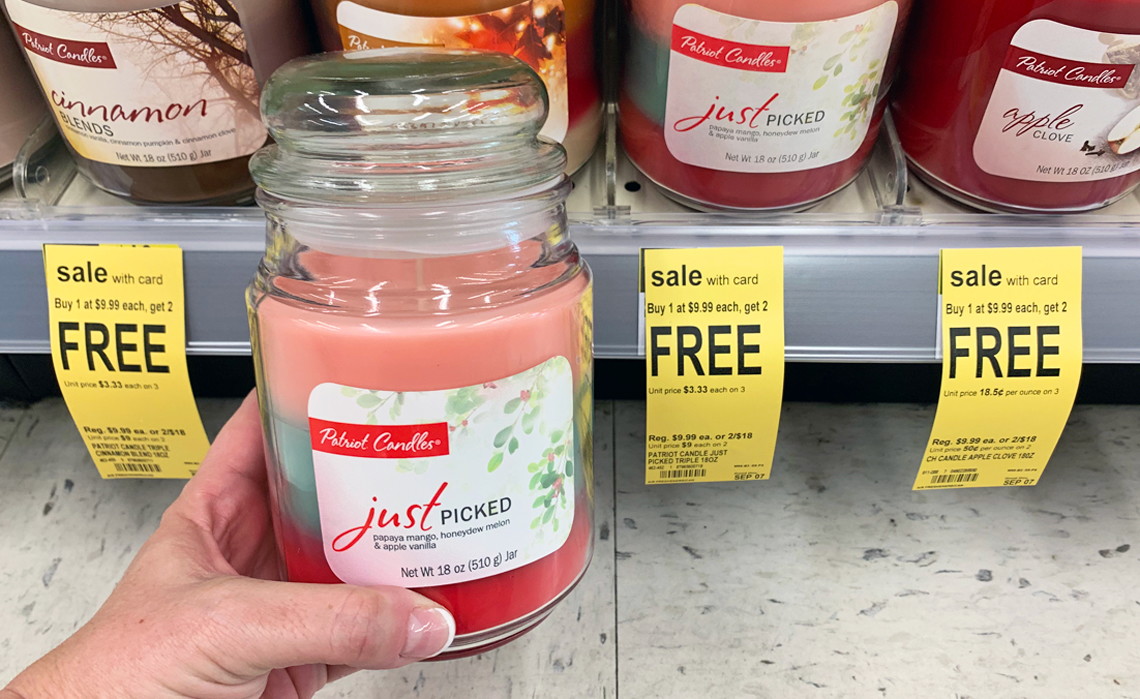 Patriot Candles®
cinnamon
BLENDS
cinnamon vanilla, cinnamon pumpkin & cinnamon clove
Net Wt 18 oz (510 g) Jar
Patriot
Patriot Candles®
just PICKED
papaya mango, honeydew melon
& apple vanilla
Net Wt 18 oz (510 g) Jar
Patriot Candles®
apple
CLOVE
Net Wt 18 oz (510 g)
Patriot Candles®
just PICKED
papaya mango, honeydew melon
& apple vanilla
Net Wt 18 oz (510 g) Jar
sale with card
Buy 1 at $9.99 each, get 2
FREE
Unit price $3.33 each on 3
Reg. $9.99 ea. or 2/$18
Unit price $9 each on 2
PATRIOT CANDLE TRIPLE
CINNAMON BLEND 18OZ
sale with card
Buy 1 at $9.99 each, get 2
FREE
Unit price $3.33 each on 3
Reg. $9.99 ea. or 2/$18
Unit price $9 each on 2
PATRIOT CANDLE JUST
PICKED TRIPLE 18OZ
SEP 07
sale with card
Buy 1 at $9.99 each, get 2
FREE
Unit price 18.5¢ per ounce on 3
Reg. $9.99 ea. or 2/$18
Unit price 50¢ per ounce on 2
CH CANDLE APPLE CLOVE 18OZ
SEP 07